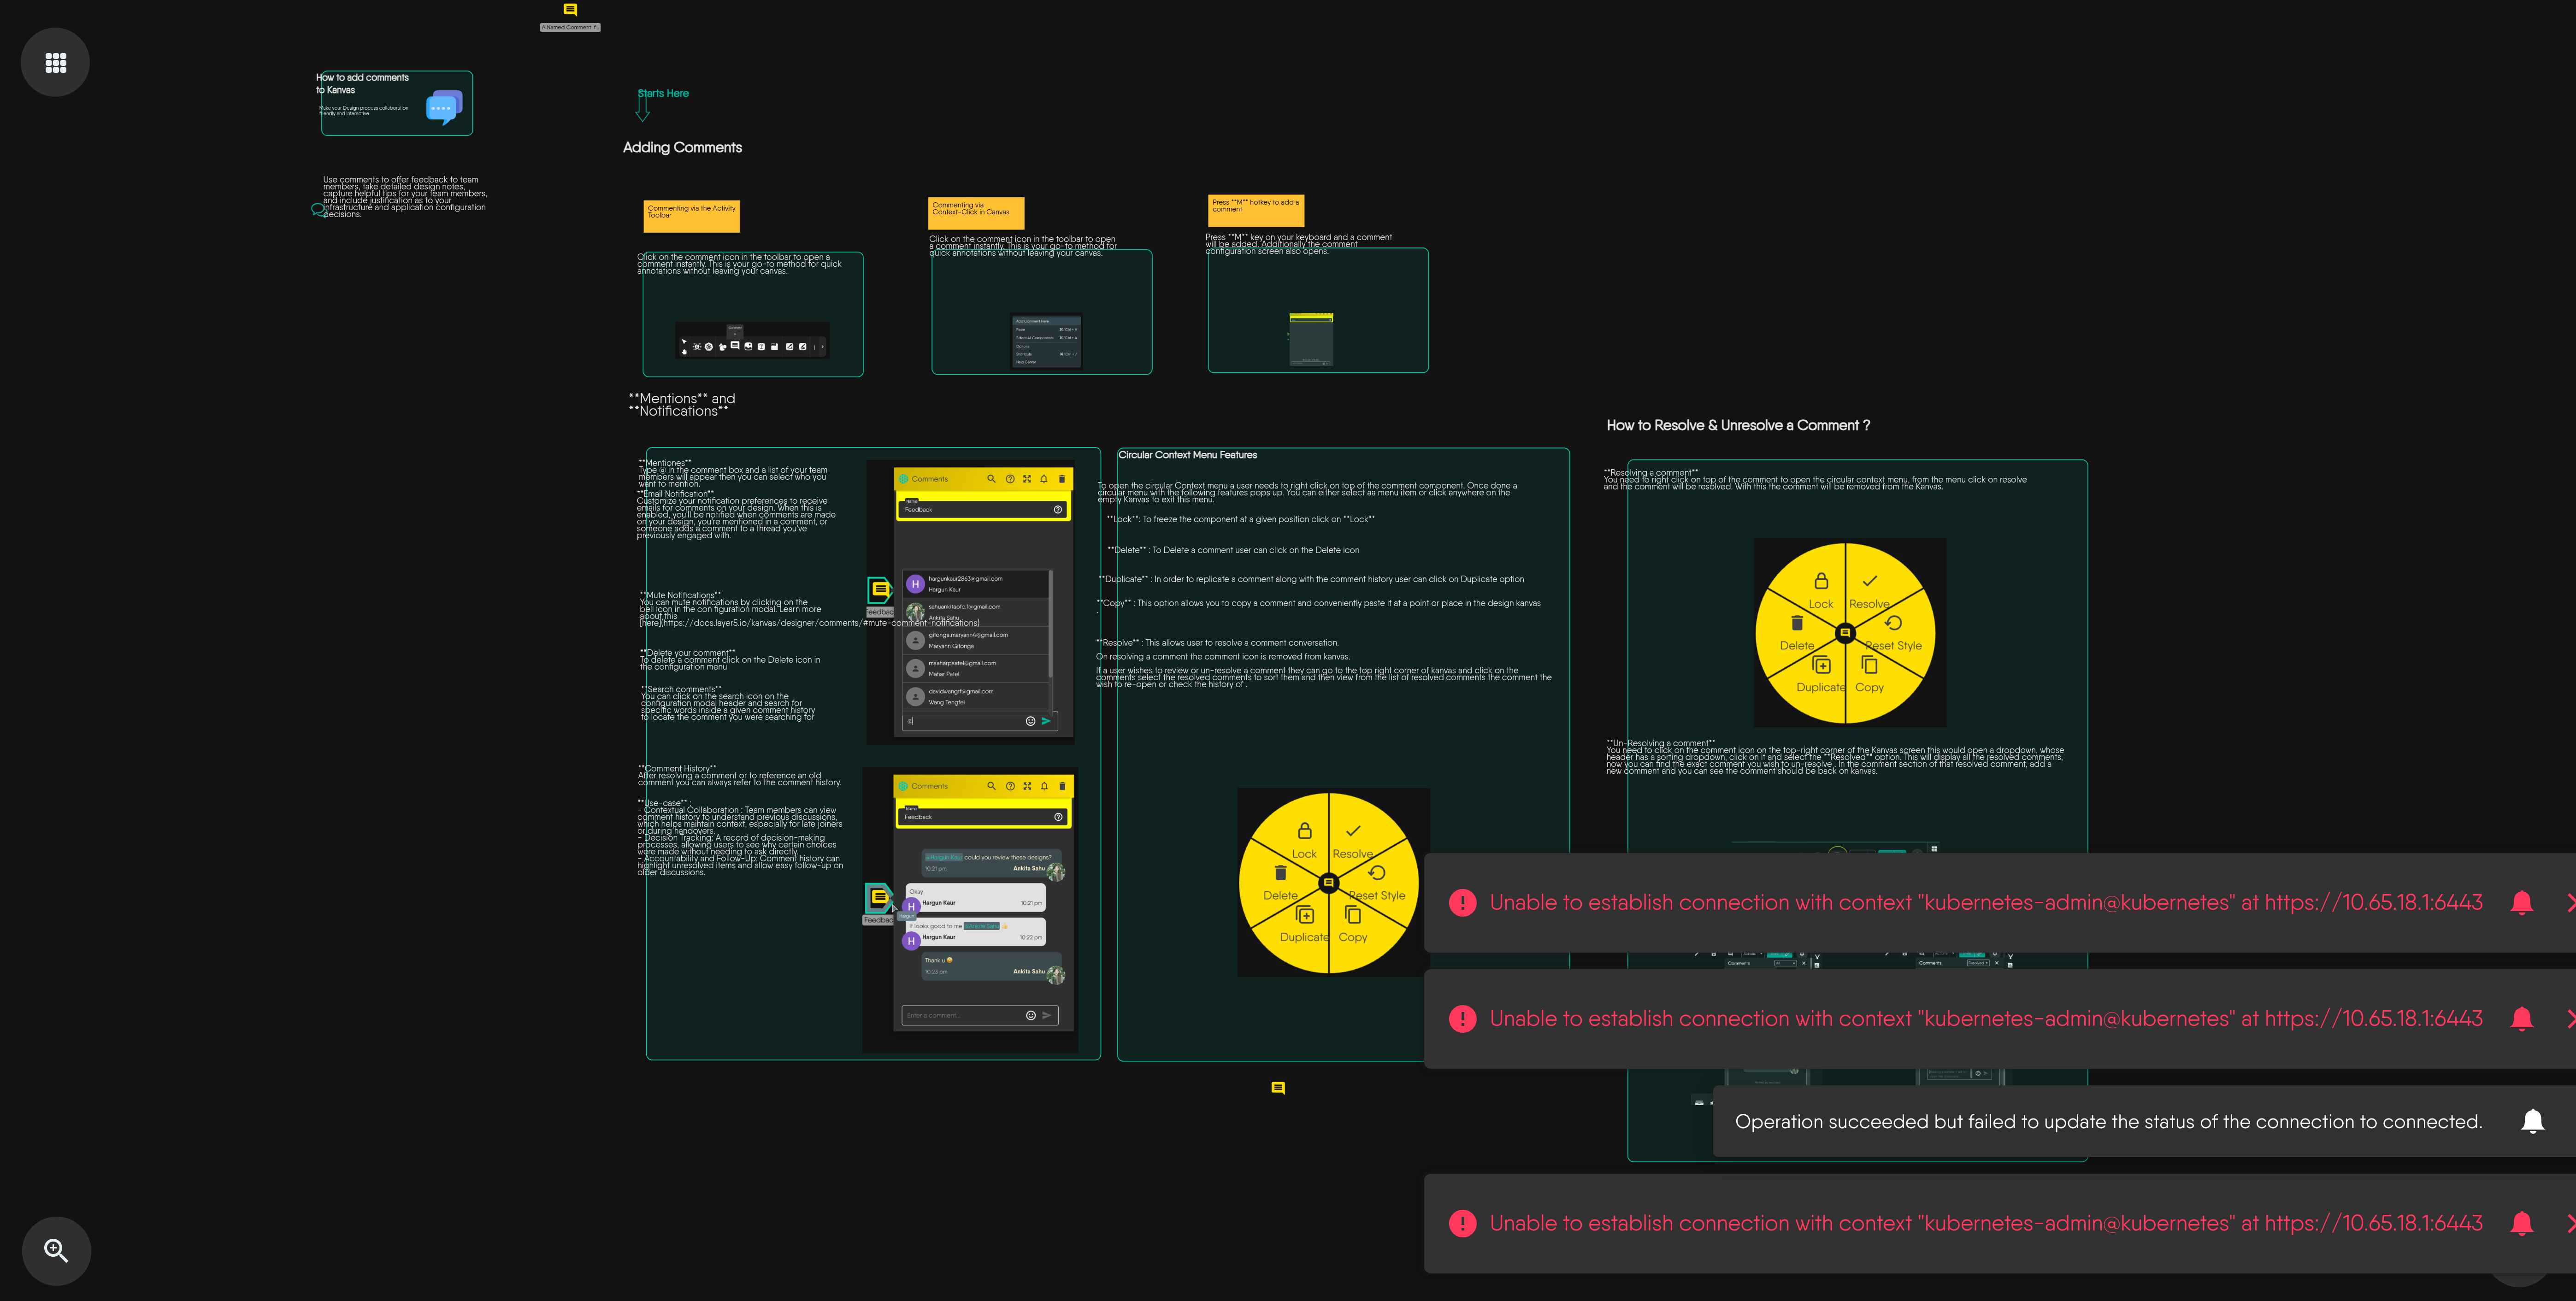 A Named Comment f...
How to add comments
to Kanvas
Make your Design process collaboration
friendly and interactive
Use comments to offer feedback to team
members, take detailed design notes,
capture helpful tips for your team members,
and include justification as to your
infrastructure and application configuration
decisions.
Starts Here
Adding Comments
Commenting via the Activity
Toolbar
Click on the comment icon in the toolbar to open a
comment instantly. This is your go-to method for quick
annotations without leaving your canvas.
Comment
Commenting via
Context-Click in Canvas
Click on the comment icon in the toolbar to open
a comment instantly. This is your go-to method for
quick annotations without leaving your canvas.
Add Comment Here
Paste
Select All Components
Options
Shortcuts
Help Center
Press **M** hotkey to add a
comment
Press **M** key on your keyboard and a comment
will be added. Additionally the comment
configuration screen also opens.
**Mentions** and
**Notifications**
**Mentiones**
Type @ in the comment box and a list of your team
members will appear then you can select who you
want to mention.
**Email Notification**
Customize your notification preferences to receive
emails for comments on your design. When this is
enabled, you'll be notified when comments are made
on your design, you're mentioned in a comment, or
someone adds a comment to a thread you've
previously engaged with.
**Mute Notifications**
You can mute notifications by clicking on the
bell icon in the con figuration modal. Learn more
about this
[here](https://docs.layer5.io/kanvas/designer/comments/#mute-comment-notifications)
**Delete your comment**
To delete a comment click on the Delete icon in
the configuration menu
**Search comments**
You can click on the search icon on the
configuration modal header and search for
specific words inside a given comment history
to locate the comment you were searching for
**Comment History**
After resolving a comment or to reference an old
comment you can always refer to the comment history.
**Use-case** :
- Contextual Collaboration : Team members can view
comment history to understand previous discussions,
which helps maintain context, especially for late joiners
or during handovers.
- Decision Tracking: A record of decision-making
processes, allowing users to see why certain choices
were made without needing to ask directly.
- Accountability and Follow-Up: Comment history can
highlight unresolved items and allow easy follow-up on
older discussions.
Comments
Name
Feedback
H
hargunkaur2863@gmail.com
Hargun Kaur
sahuankitaofc.1@gmail.com
Ankita Sahu
gitonga.maryann4@gmail.com
Maryann Gitonga
msaharpaatel@gmail.com
Mahar Patel
devidwangtf@gmail.com
Wang Tengfei
@
Feedbac
Comments
Name
Feedback
@Hargun Kaur could you review these designs?
10:21 pm Ankita Sahu
Okay
H Hargun Kaur 10:21 pm
It looks good to me @Ankita Sahu
H Hargun Kaur 10:22 pm
Thank u
10:23 pm Ankita Sahu
Enter a comment...
Feedbac
Hargun
Circular Context Menu Features
To open the circular Context menu a user needs to right click on top of the comment component. Once done a
circular menu with the following features pops up. You can either select aa menu item or click anywhere on the
empty Kanvas to exit this menu.
**Lock**: To freeze the component at a given position click on **Lock**
**Delete** : To Delete a comment user can click on the Delete icon
**Duplicate** : In order to replicate a comment along with the comment history user can click on Duplicate option
**Copy** : This option allows you to copy a comment and conveniently paste it at a point or place in the design kanvas
.
**Resolve** : This allows user to resolve a comment conversation.
On resolving a comment the comment icon is removed from kanvas.
If a user wishes to review or un-resolve a comment they can go to the top right corner of kanvas and click on the
comments select the resolved comments to sort them and then view from the list of resolved comments the comment the
wish to re-open or check the history of .
Lock
Resolve
Delete
Reset Style
Duplicate
Copy
How to Resolve & Unresolve a Comment ?
**Resolving a comment**
You need to right click on top of the comment to open the circular context menu, from the menu click on resolve
and the comment will be resolved. With this the comment will be removed from the Kanvas.
Lock
Resolve
Delete
Reset Style
Duplicate
Copy
**Un-Resolving a comment**
You need to click on the comment icon on the top-right corner of the Kanvas screen this would open a dropdown, whose
header has a sorting dropdown, click on it and select the **Resolved** option. This will display all the resolved comments,
now you can find the exact comment you wish to un-resolve . In the comment section of that resolved comment, add a
new comment and you can see the comment should be back on kanvas.
Unable to establish connection with context "kubernetes-admin@kubernetes" at https://10.65.18.1:6443
Comments
Comments Resolved
Unable to establish connection with context "kubernetes-admin@kubernetes" at https://10.65.18.1:6443
Operation succeeded but failed to update the status of the connection to connected.
Unable to establish connection with context "kubernetes-admin@kubernetes" at https://10.65.18.1:6443